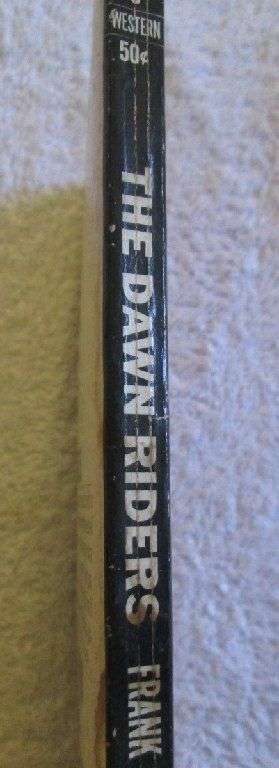 WESTERN
50¢
THE DAWN RIDERS FRANK